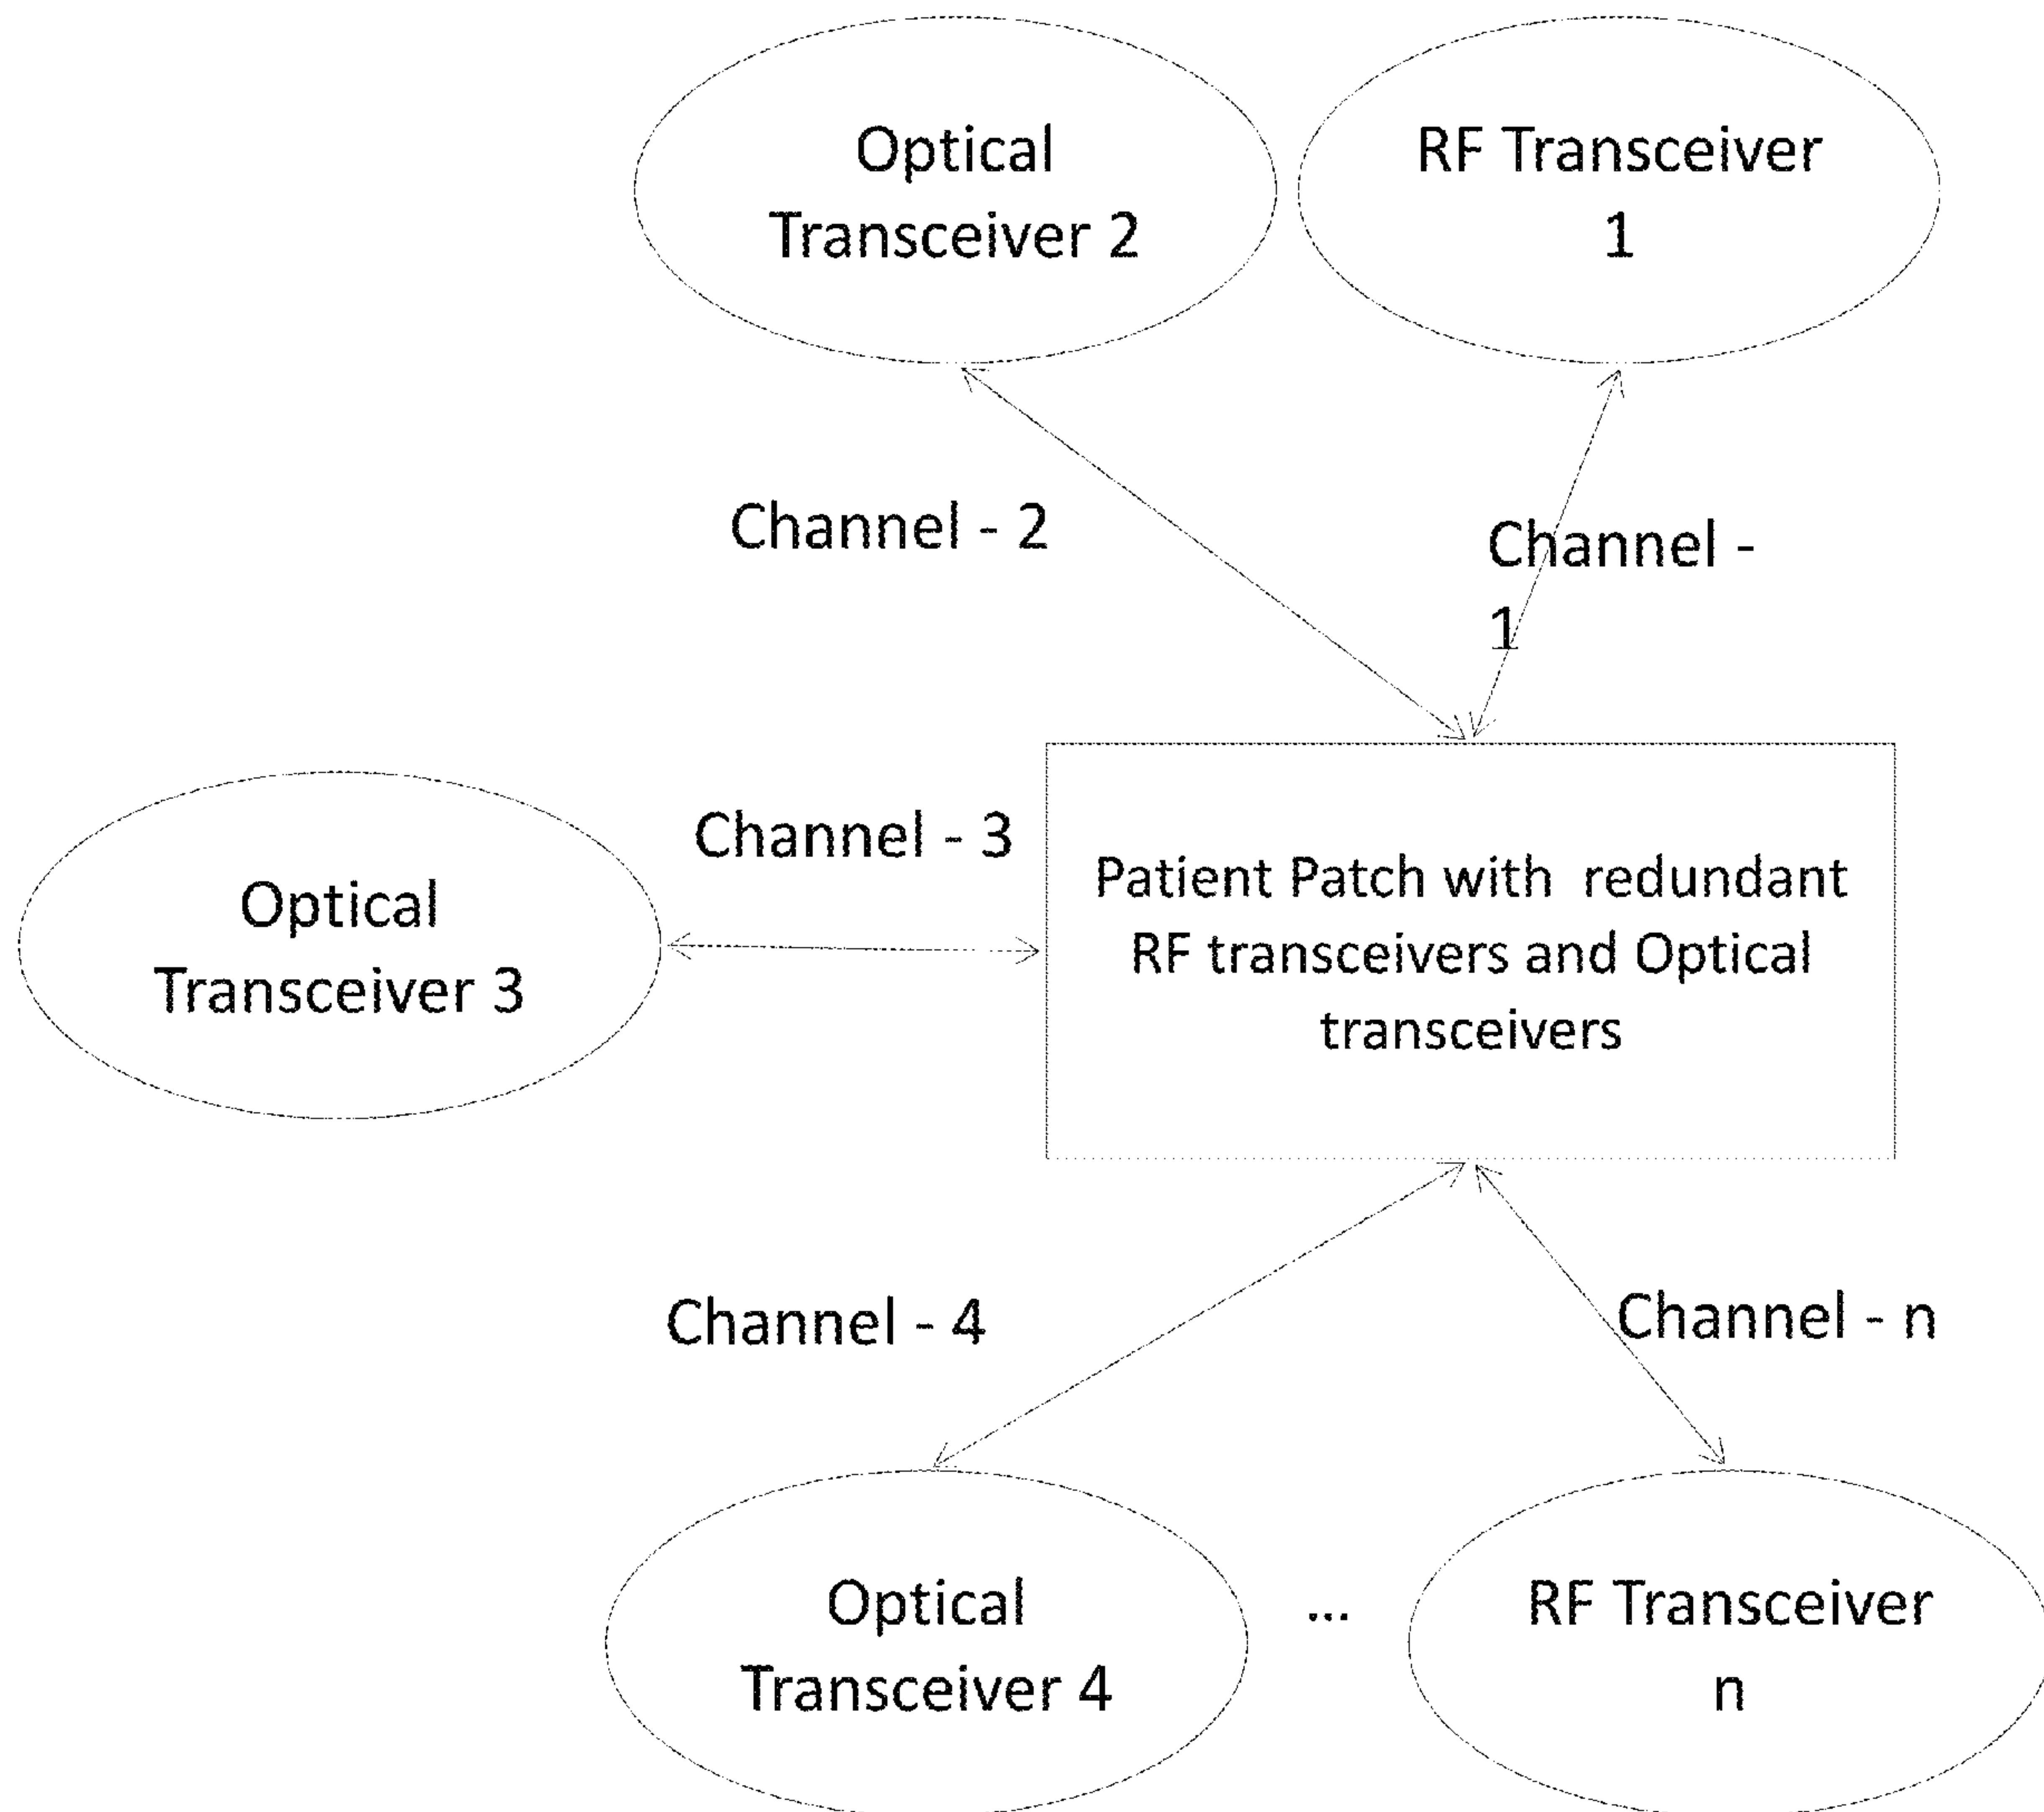 Optical
Transceiver 2
RF Transceiver
1
Channel - 2
Channel -
1
Channel - 3
Optical
Transceiver 3
Patient Patch with redundant
RF transceivers and Optical
transceivers
Channel - 4
Channel - n
Optical
Transceiver 4
...
RF Transceiver
n